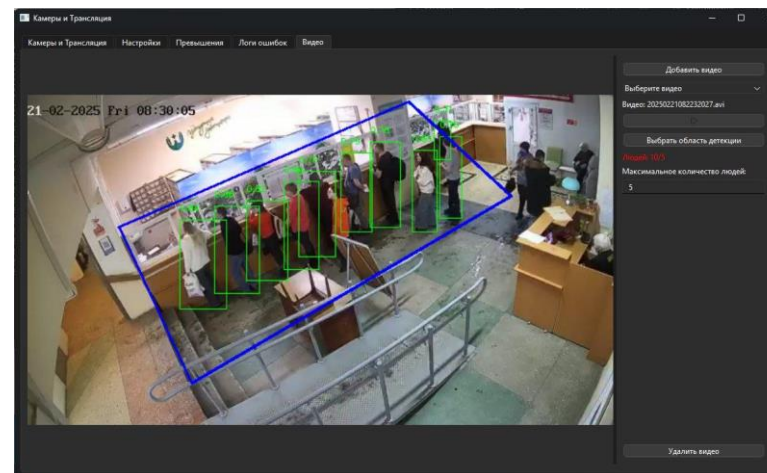 Камеры и Трансляция
Камеры и Трансляция Настройки Превышения Логи ошибок Видео
Добавить видео
Выберите видео
Видео: 20250221082232027.avi
Выбрать область детекции
Людей: 10/5
Максимальное количество людей:
5
21-02-2025 Fri 08:30:05
Удалить видео